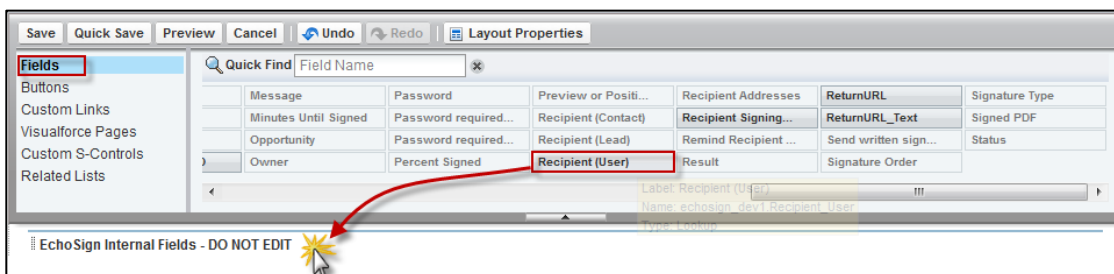 Save Quick Save Preview Cancel Undo Redo Layout Properties
Fields
Buttons
Custom Links
Visualforce Pages
Custom S-Controls
Related Lists
Quick Find Field Name
Message Password Preview or Positi... Recipient Addresses ReturnURL Signature Type
Minutes Until Signed Password required... Recipient (Contact) Recipient Signing... ReturnURL_Text Signed PDF
Opportunity Password required... Recipient (Lead) Remind Recipient ... Send written sign... Status
Owner Percent Signed Recipient (User) Result Signature Order
Label: Recipient (User)
Name: echosign_dev1.Recipient_User
Type: Lookup
EchoSign Internal Fields - DO NOT EDIT